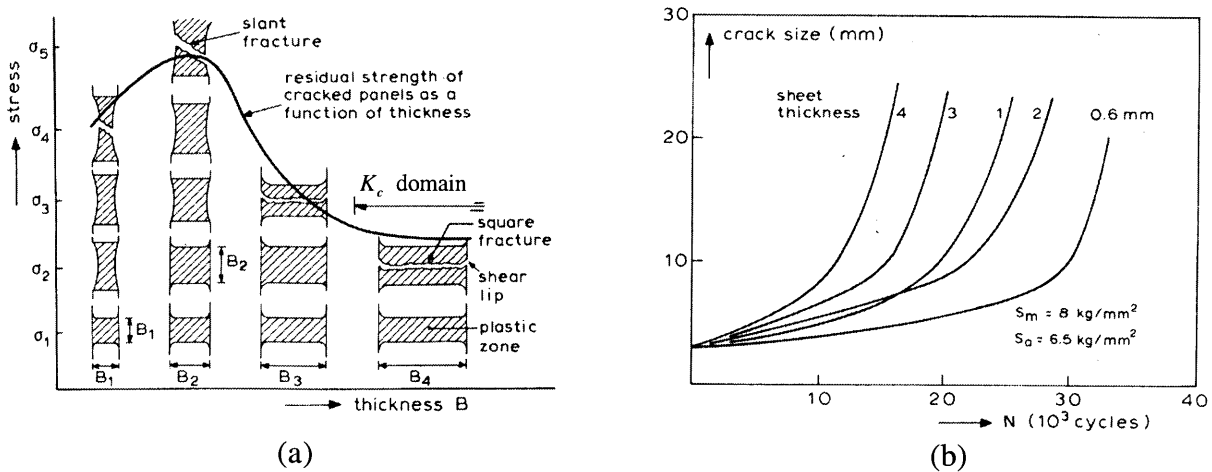 slant
fracture
σ5
σ4
σ3
σ2
σ1
stress
residual strength of
cracked panels as a
function of thickness
Kc domain
square
fracture
shear
lip
plastic
zone
B2
B1
B1
B2
B3
B4
thickness B
(a)
30
20
10
crack size (mm)
sheet
thickness
4
3
1
2
0.6 mm
Sm = 8 kg/mm²
Sa = 6.5 kg/mm²
10
20
30
40
N (10³ cycles)
(b)